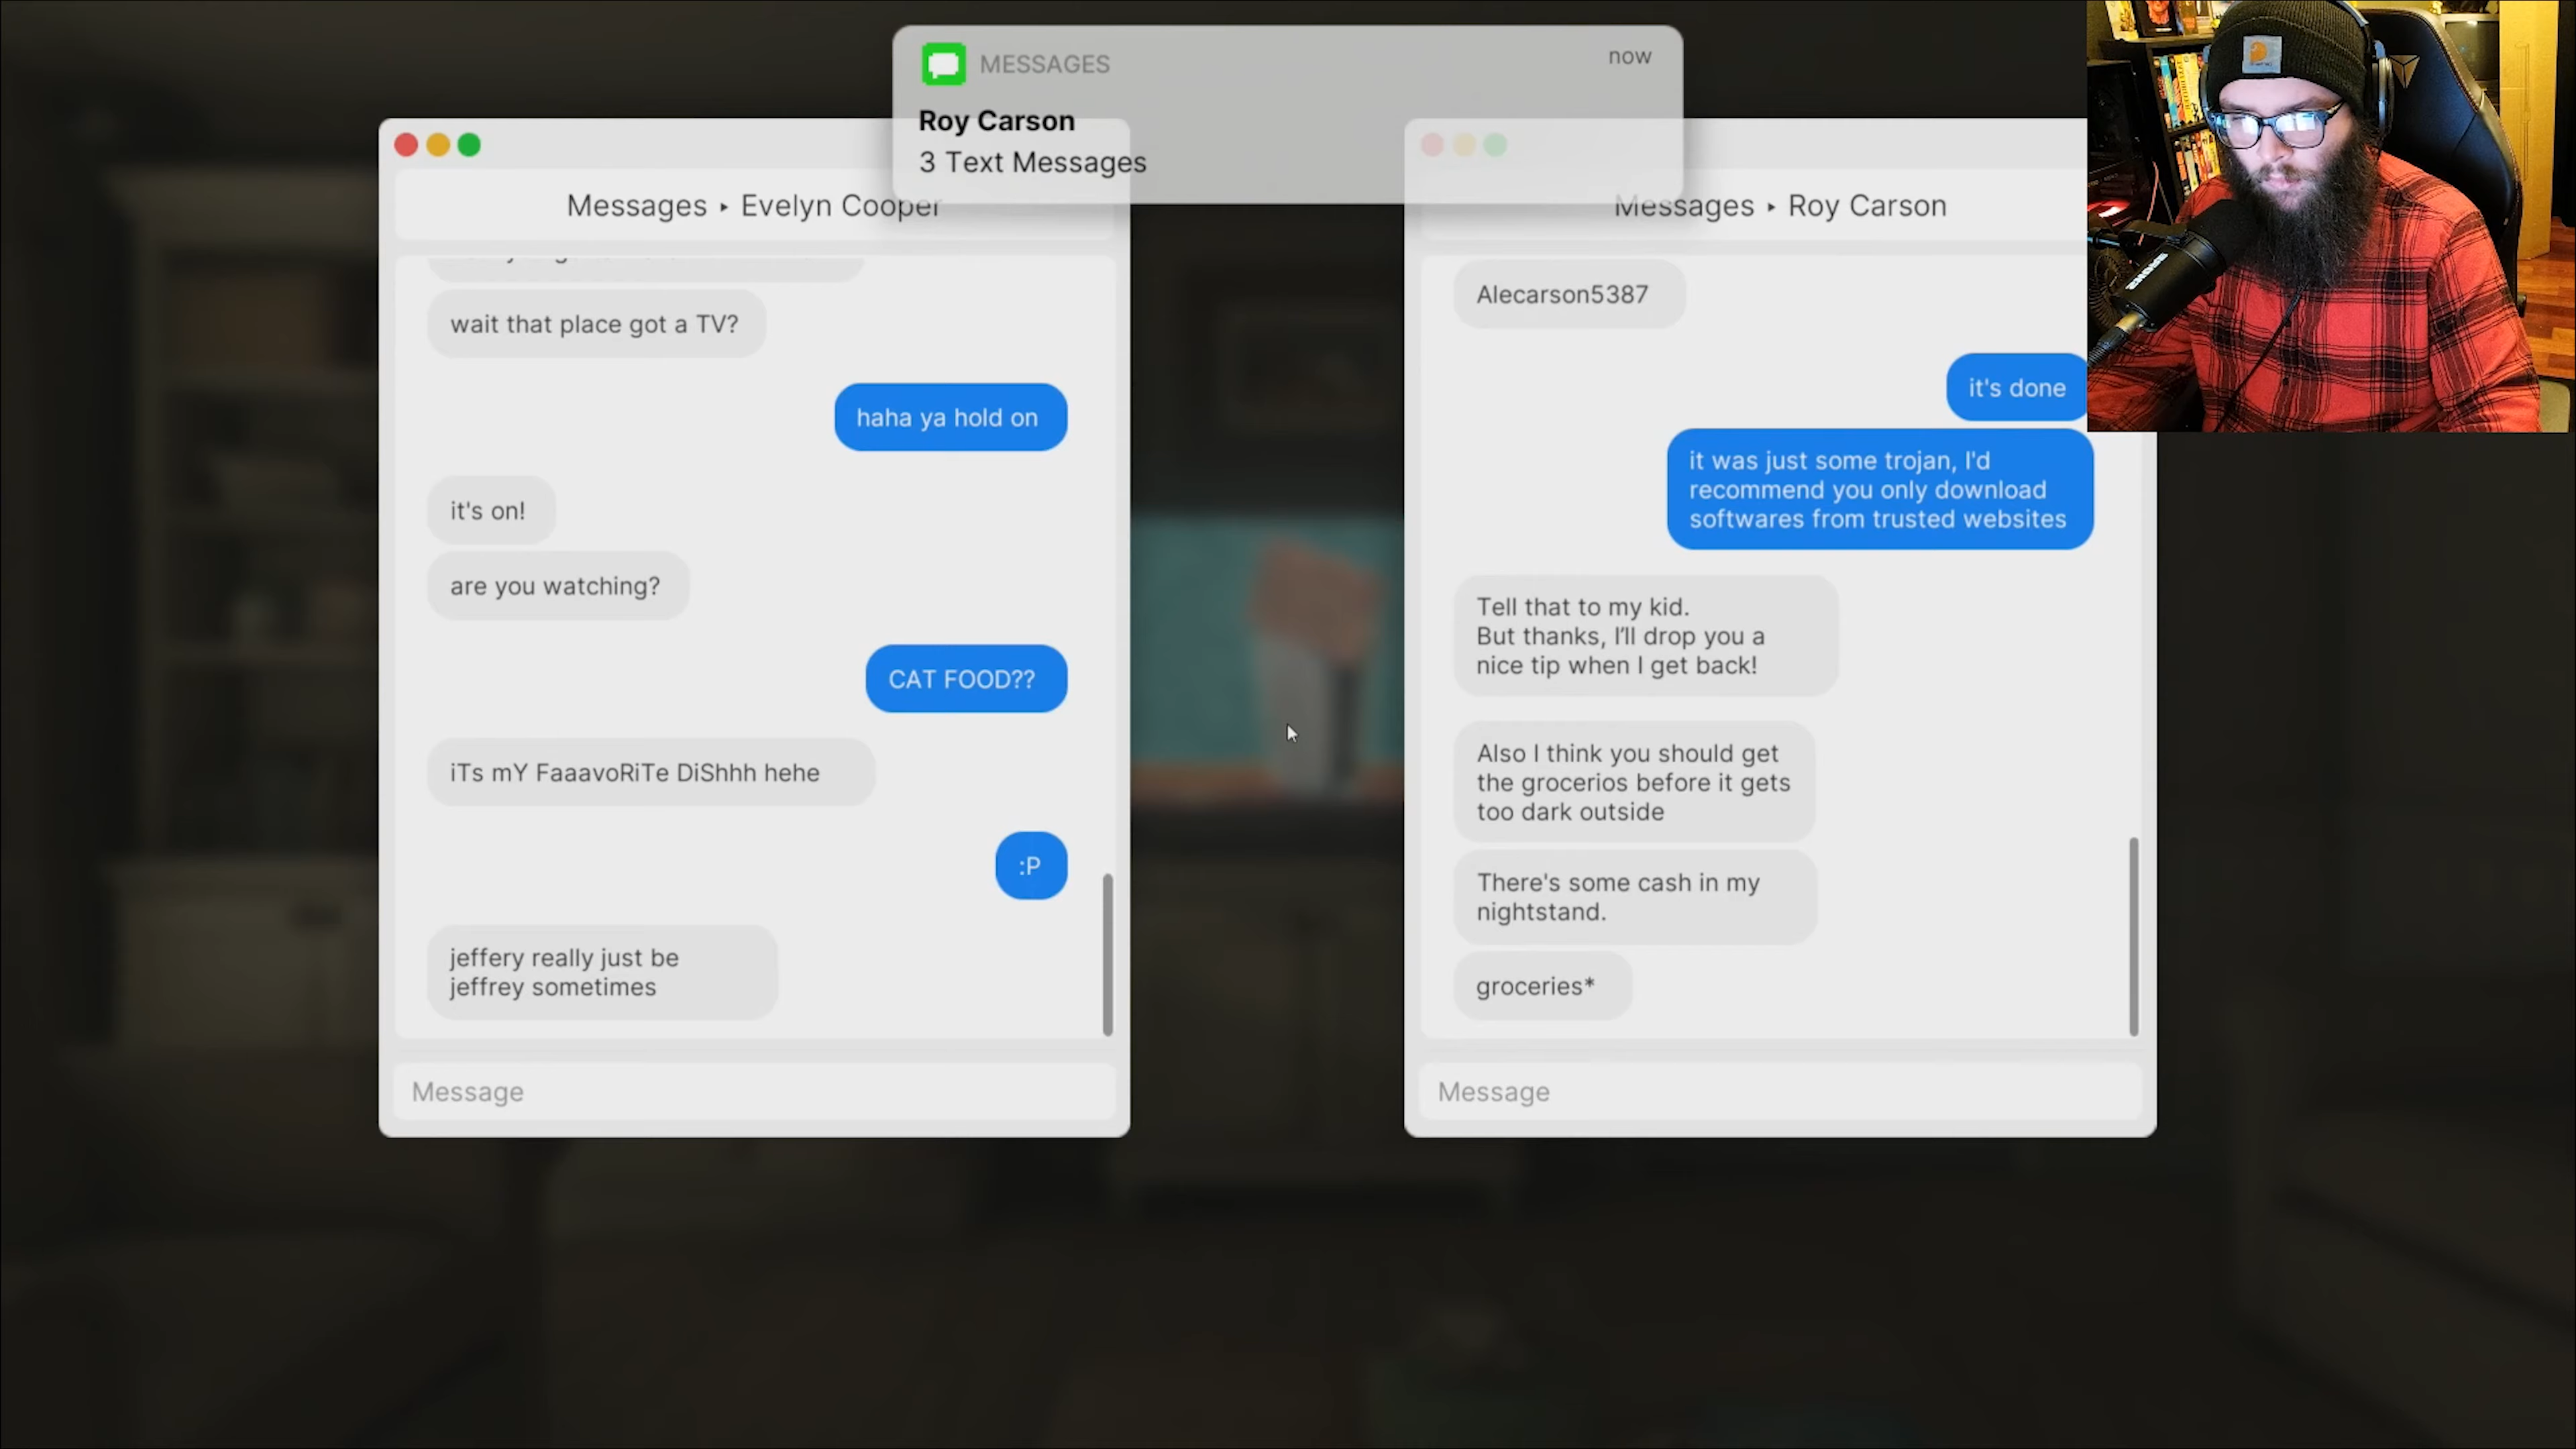 MESSAGES
now
Roy Carson
3 Text Messages
Messages ‣ Evelyn Cooper
wait that place got a TV?
haha ya hold on
it's on!
are you watching?
CAT FOOD??
iTs mY FaaavoRiTe DiShhh hehe
:P
jeffery really just be
jeffrey sometimes
Message
Messages ‣ Roy Carson
Alecarson5387
it's done
it was just some trojan, I'd
recommend you only download
softwares from trusted websites
Tell that to my kid.
But thanks, I'll drop you a
nice tip when I get back!
Also I think you should get
the grocerios before it gets
too dark outside
There's some cash in my
nightstand.
groceries*
Message